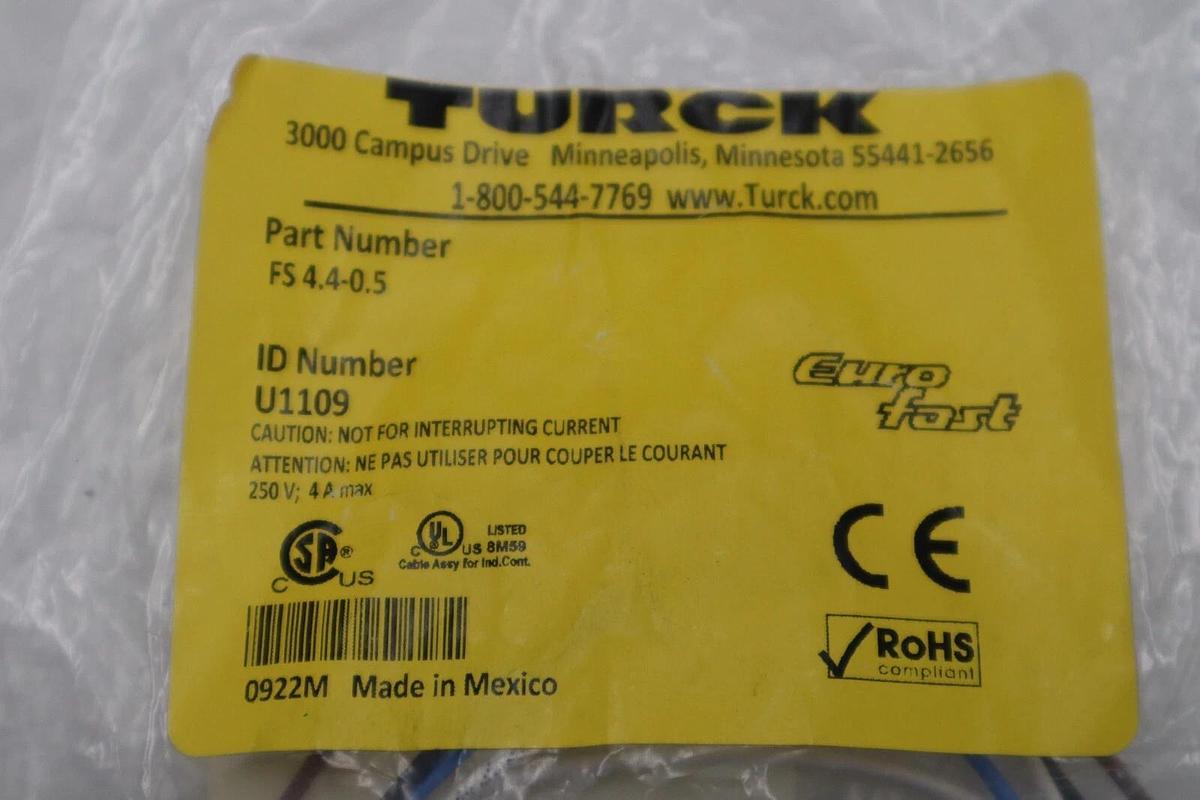 TURCK
3000 Campus Drive Minneapolis, Minnesota 55441-2656
1-800-544-7769 www.Turck.com
Part Number
FS 4.4-0.5
ID Number
U1109
Euro
fast
CAUTION: NOT FOR INTERRUPTING CURRENT
ATTENTION: NE PAS UTILISER POUR COUPER LE COURANT
250 V; 4 A max
C SA ® US
C UL ® US LISTED 8M59
Cable Assy for Ind.Cont.
CE
RoHS
compliant
0922M Made in Mexico